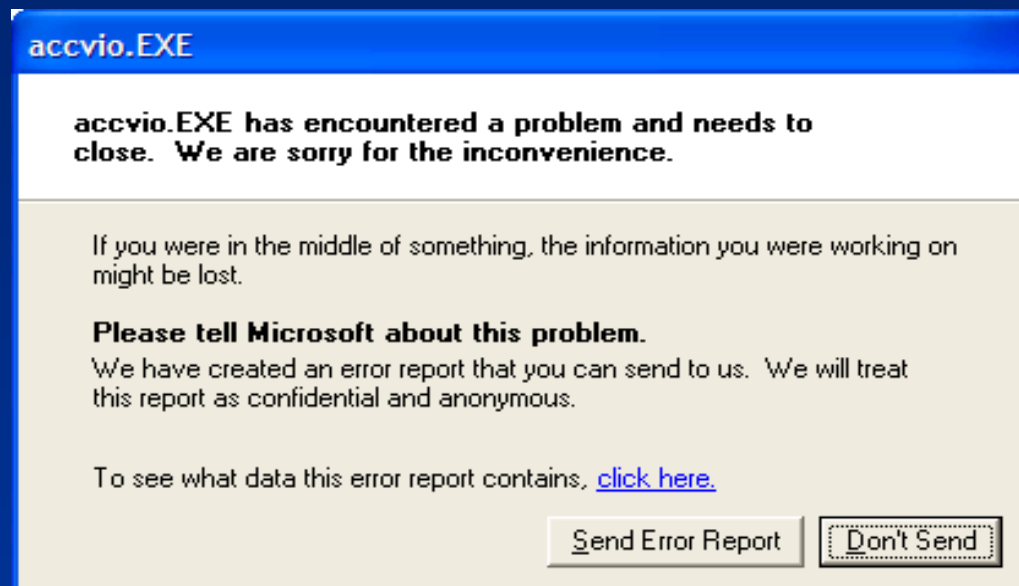 accvio.EXE
accvio.EXE has encountered a problem and needs to
close.  We are sorry for the inconvenience.
If you were in the middle of something, the information you were working on
might be lost.
Please tell Microsoft about this problem.
We have created an error report that you can send to us.  We will treat
this report as confidential and anonymous.
To see what data this error report contains, click here.
Send Error Report Don't Send